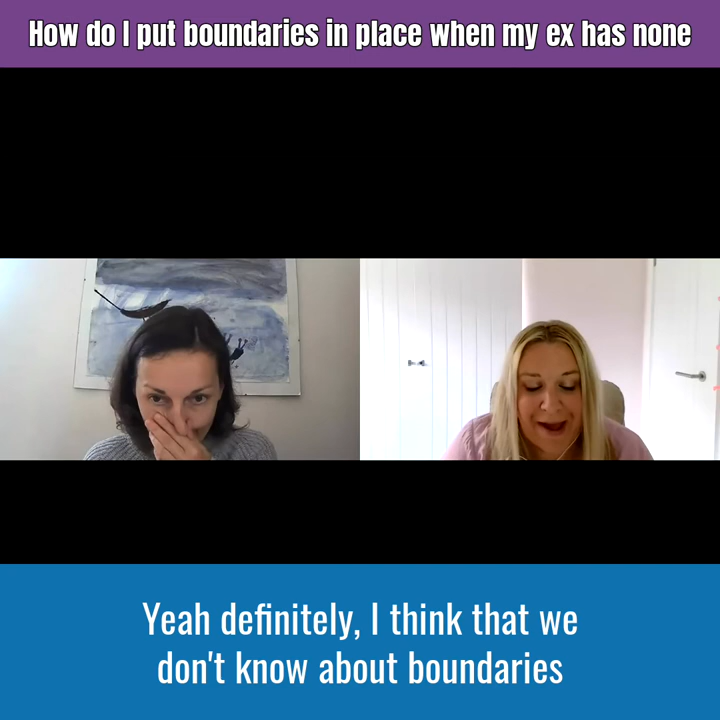 How do I put boundaries in place when my ex has none
Yeah definitely, I think that we
don't know about boundaries